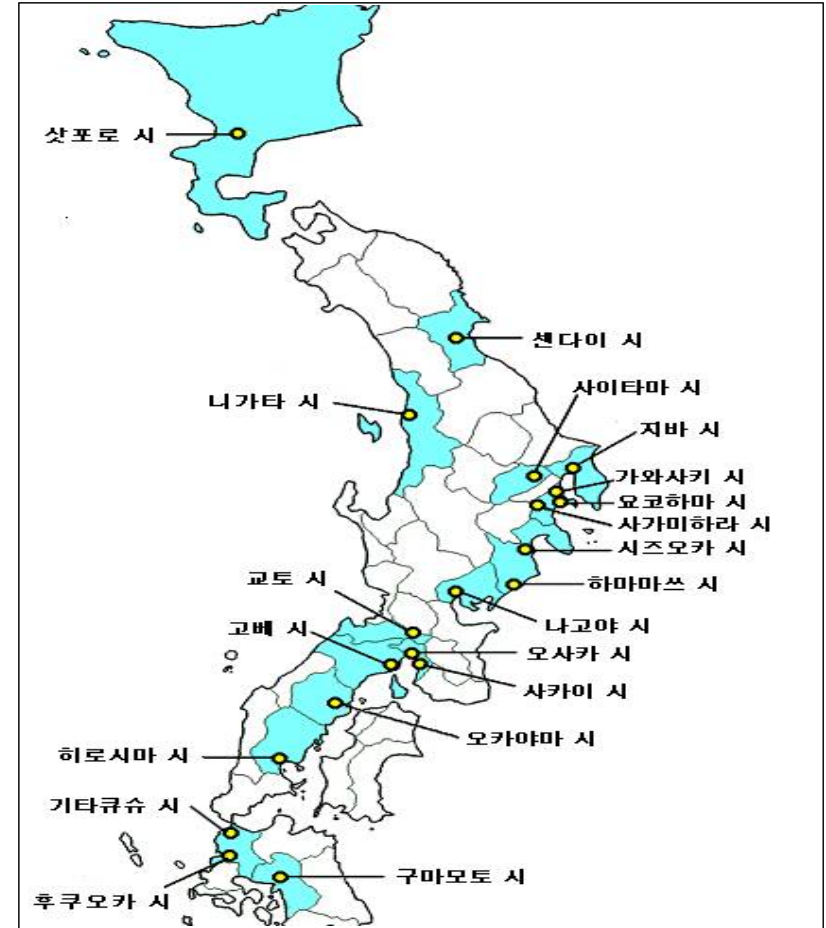 삿포로 시
센다이 시
사이타마 시
니가타 시
지바 시
가와사키 시
요코하마 시
사가미하라 시
시즈오카 시
교토 시
하마마쓰 시
나고야 시
고베 시
오사카 시
사카이 시
오카야마 시
히로시마 시
기타큐슈 시
구마모토 시
후쿠오카 시